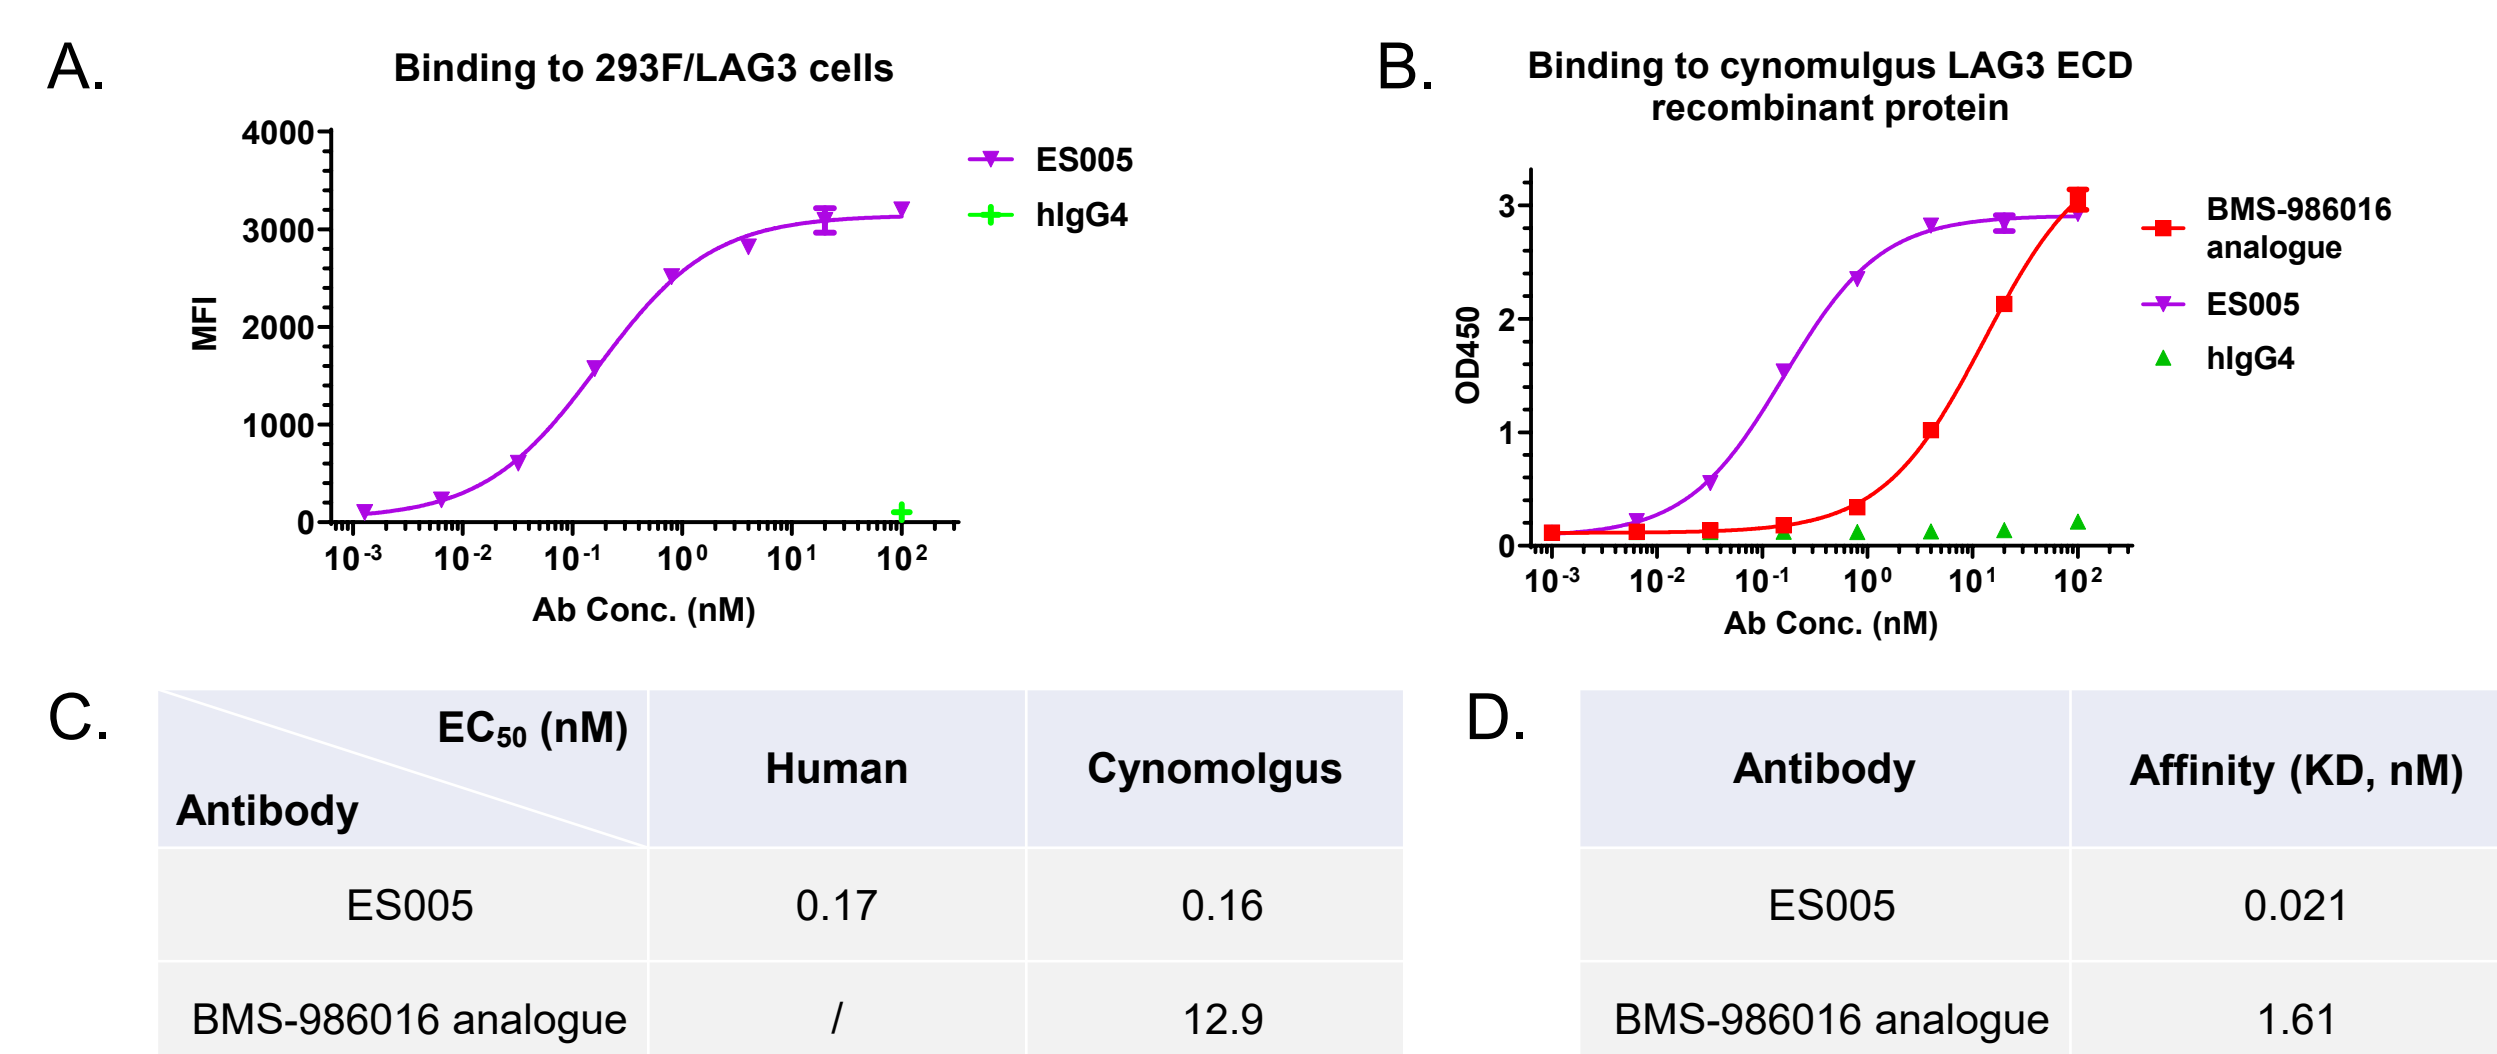 A.
Binding to 293F/LAG3 cells
4000
3000
2000
1000
0
MFI
10-3
10-2
10-1
100
101
102
Ab Conc. (nM)
ES005
hIgG4
B.
Binding to cynomulgus LAG3 ECD
recombinant protein
3
2
1
0
OD450
10-3
10-2
10-1
100
101
102
Ab Conc. (nM)
BMS-986016
analogue
ES005
hIgG4
C.
EC50 (nM)
Antibody
Human
Cynomolgus
ES005
0.17
0.16
BMS-986016 analogue
/
12.9
D.
Antibody
Affinity (KD, nM)
ES005
0.021
BMS-986016 analogue
1.61